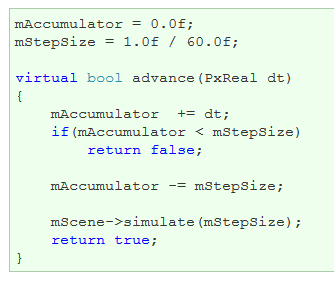 mAccumulator = 0.0f;
mStepSize = 1.0f / 60.0f;
virtual bool advance(PxReal dt)
{
    mAccumulator  += dt;
    if(mAccumulator < mStepSize)
        return false;
    mAccumulator -= mStepSize;
    mScene->simulate(mStepSize);
    return true;
}